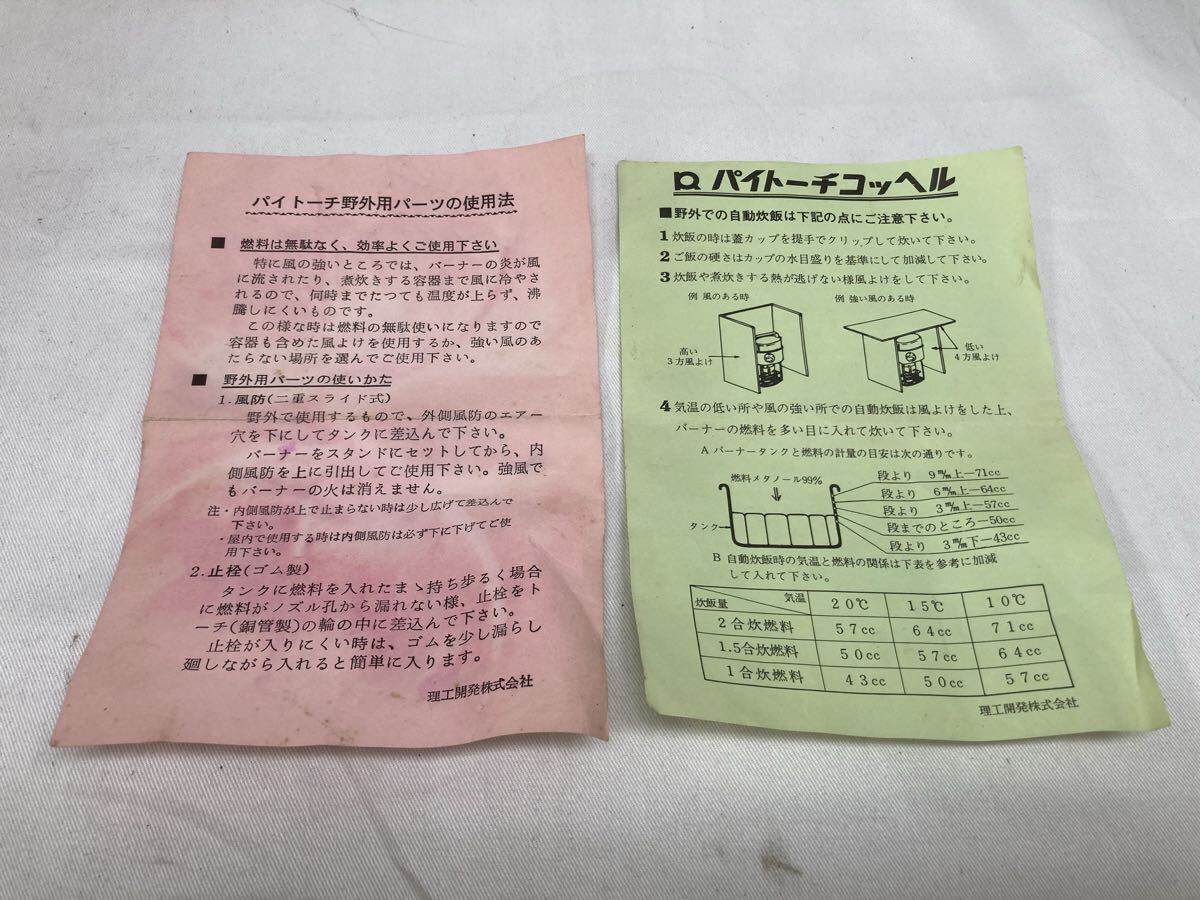 パイトーチ野外用パーツの使用法
■ 燃料は無駄なく、効率よくご使用下さい
特に風の強いところでは、バーナーの炎が風
に流されたり、煮炊きする容器まで風に冷やさ
れるので、何時までたつても温度が上らず、沸
騰しにくいものです。
この様な時は燃料の無駄使いになりますので
容器も含めた風よけを使用するか、強い風のあ
たらない場所を選んでご使用下さい。
■ 野外用パーツの使いかた
1.風防(二重スライド式)
野外で使用するもので、外側風防のエアー
穴を下にしてタンクに差込んで下さい。
バーナーをスタンドにセットしてから、内
側風防を上に引出してご使用下さい。強風で
もバーナーの火は消えません。
注・内側風防が上で止まらない時は少し広げて差込んで
下さい。
・屋内で使用する時は内側風防は必ず下に下げてご使
用下さい。
2.止栓(ゴム製)
タンクに燃料を入れたまゝ持ち歩るく場合
に燃料がノズル孔から漏れない様、止栓をト
ーチ(銅管製)の輪の中に差込んで下さい。
止栓が入りにくい時は、ゴムを少し濡らし
廻しながら入れると簡単に入ります。
理工開発株式会社
パイトーチコッヘル
■野外での自動炊飯は下記の点にご注意下さい。
1 炊飯の時は蓋カップを提手でクリップして炊いて下さい。
2 ご飯の硬さはカップの水目盛りを基準にして加減して下さい。
3 炊飯や煮炊きする熱が逃げない様風よけをして下さい。
例 風のある時 例 強い風のある時
高い
3方風よけ
低い
4方風よけ
4 気温の低い所や風の強い所での自動炊飯は風よけをした上、
バーナーの燃料を多い目に入れて炊いて下さい。
A バーナータンクと燃料の計量の目安は次の通りです。
燃料メタノール99%
タンク
段より 9m/m上―71cc
段より 6m/m上―64cc
段より 3m/m上―57cc
段までのところ―50cc
段より 3m/m下―43cc
B 自動炊飯時の気温と燃料の関係は下表を参考に加減
して入れて下さい。
炊飯量 気温 20℃ 15℃ 10℃
2合炊燃料 57cc 64cc 71cc
1.5合炊燃料 50cc 57cc 64cc
1合炊燃料 43cc 50cc 57cc
理工開発株式会社